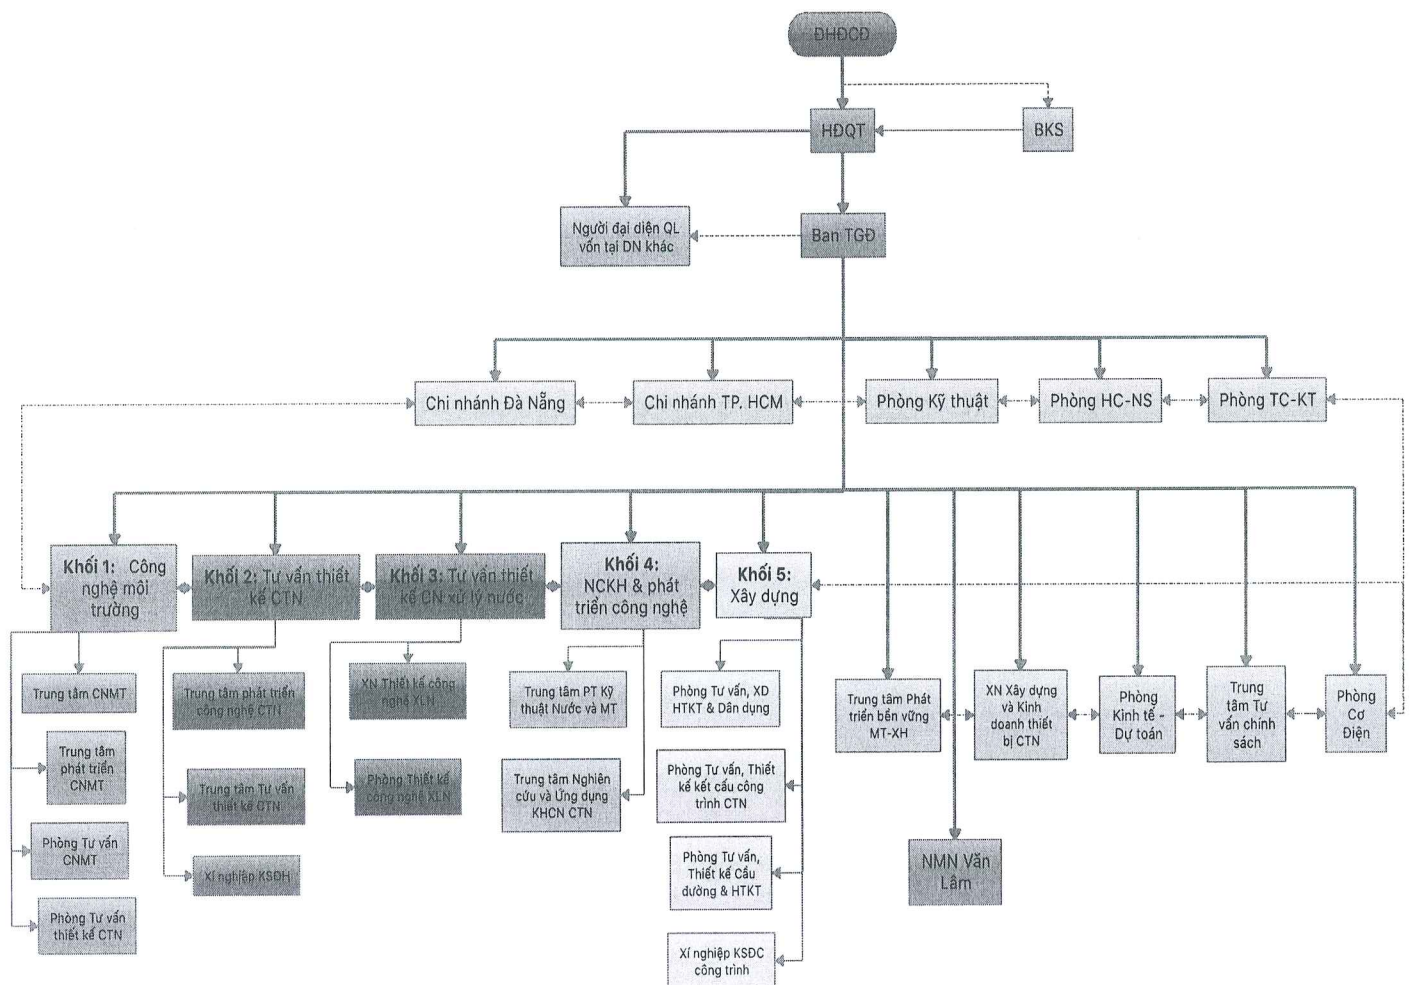 ĐHĐCĐ
HĐQT
BKS
Người đại diện QL
vốn tại DN khác
Ban TGĐ
Chi nhánh Đà Nẵng
Chi nhánh TP. HCM
Phòng Kỹ thuật
Phòng HC-NS
Phòng TC-KT
Khối 1: Công
nghệ môi
trường
Khối 2: Tư vấn thiết
kế CTN
Khối 3: Tư vấn thiết
kế CN xử lý nước
Khối 4:
NCKH & phát
triển công nghệ
Khối 5:
Xây dựng
Trung tâm CNMT
Trung tâm
phát triển
CNMT
Phòng Tư vấn
CNMT
Phòng Tư vấn
thiết kế CTN
Trung tâm phát triển
công nghệ CTN
Trung tâm Tư vấn
thiết kế CTN
Xí nghiệp KSĐH
XN Thiết kế công
nghệ XLN
Phòng Thiết kế
công nghệ XLN
Trung tâm PT Kỹ
thuật Nước và MT
Trung tâm Nghiên
cứu và Ứng dụng
KHCN CTN
Phòng Tư vấn, XD
HTKT & Dân dụng
Phòng Tư vấn, Thiết
kế kết cấu công
trình CTN
Phòng Tư vấn,
Thiết kế Cầu
đường & HTKT
Xí nghiệp KSĐC
công trình
Trung tâm Phát
triển bền vững
MT-XH
XN Xây dựng
và Kinh
doanh thiết
bị CTN
Phòng
Kinh tế -
Dự toán
Trung
tâm Tư
vấn chính
sách
Phòng
Cơ
Điện
NMN Văn
Lâm